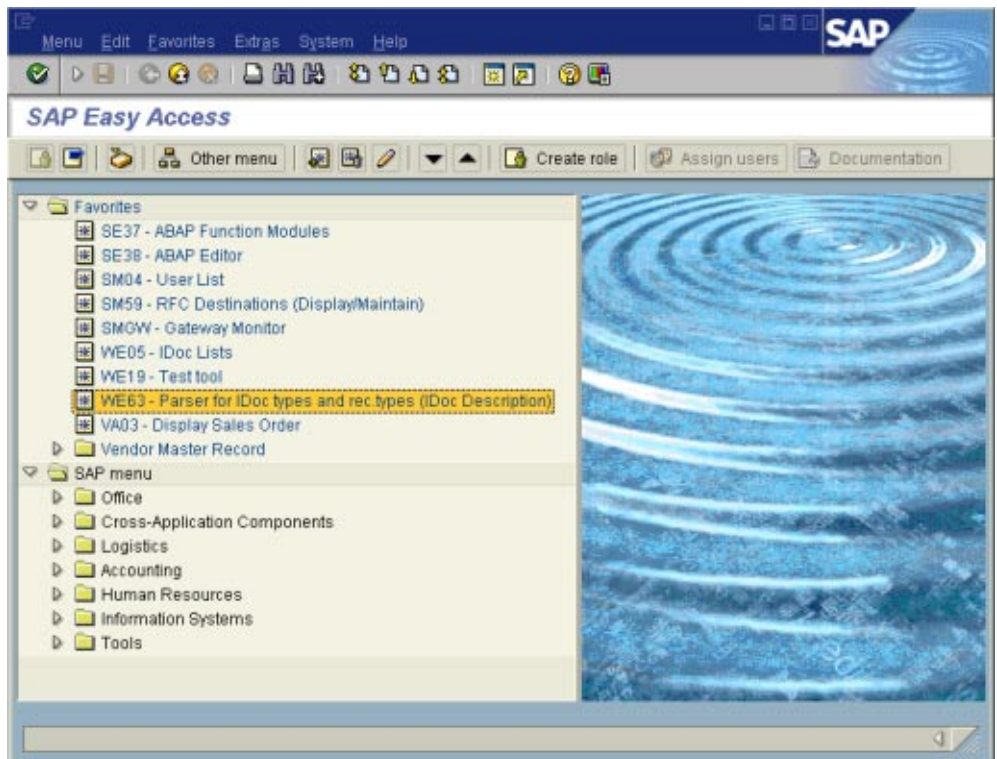 Menu Edit Favorites Extras System Help
SAP
SAP Easy Access
Other menu Create role Assign users Documentation
Favorites
SE37 - ABAP Function Modules
SE38 - ABAP Editor
SM04 - User List
SM59 - RFC Destinations (Display/Maintain)
SMGW - Gateway Monitor
WE05 - IDoc Lists
WE19 - Test tool
WE63 - Parser for IDoc types and rec.types (IDoc Description)
VA03 - Display Sales Order
Vendor Master Record
SAP menu
Office
Cross-Application Components
Logistics
Accounting
Human Resources
Information Systems
Tools